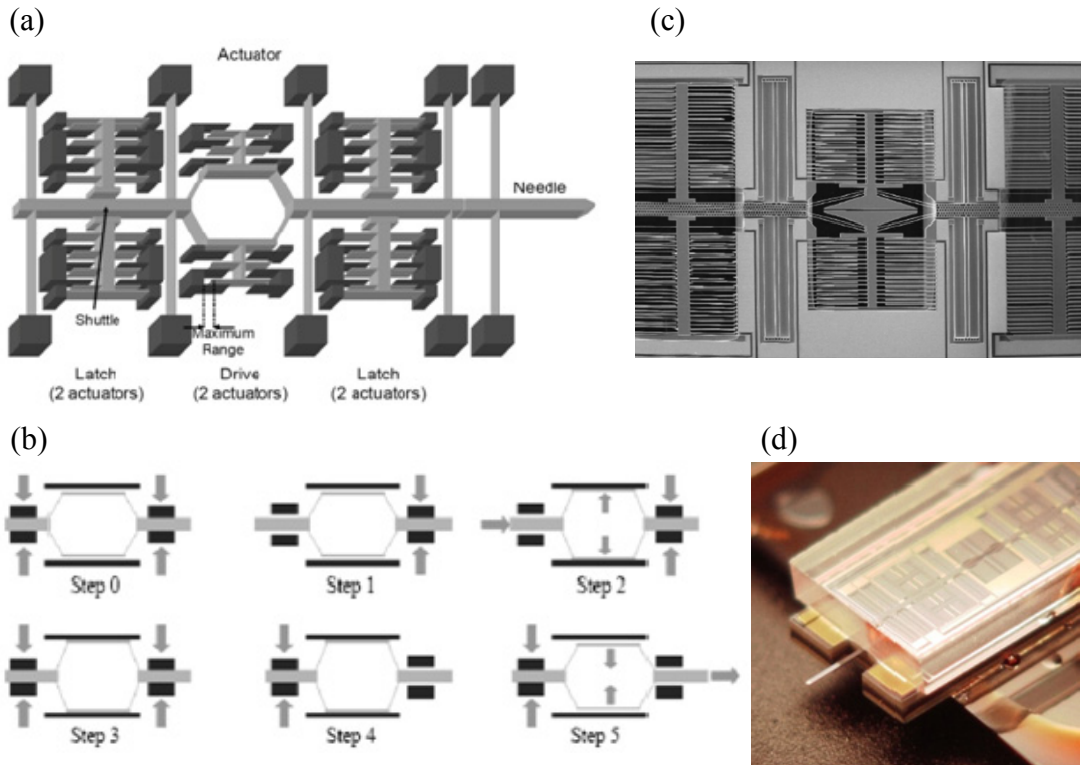 (a)
Actuator
Needle
Shuttle
Maximum
Range
Latch
(2 actuators)
Drive
(2 actuators)
Latch
(2 actuators)
(b)
Step 0
Step 1
Step 2
Step 3
Step 4
Step 5
(c)
(d)